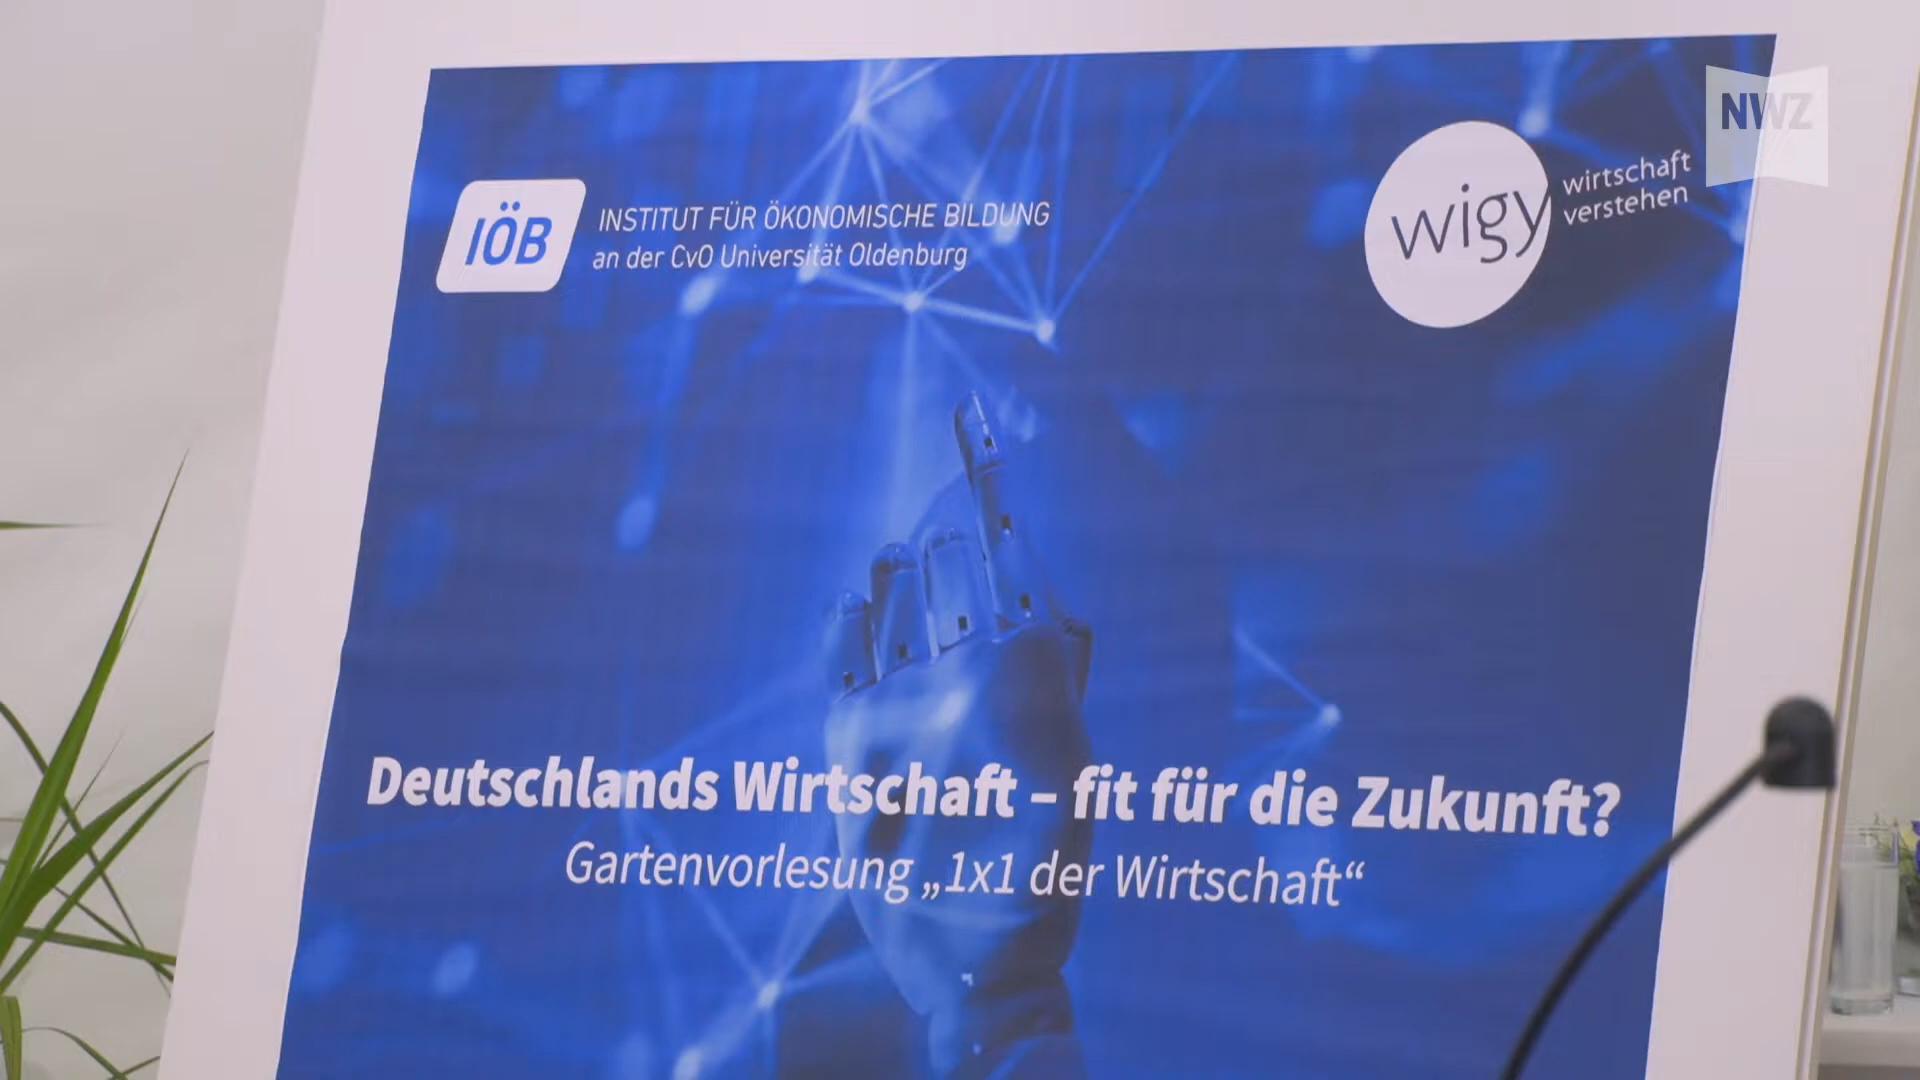 NWZ
IÖB
INSTITUT FÜR ÖKONOMISCHE BILDUNG
an der CvO Universität Oldenburg
wigy
wirtschaft
verstehen
Deutschlands Wirtschaft – fit für die Zukunft?
Gartenvorlesung „1x1 der Wirtschaft“